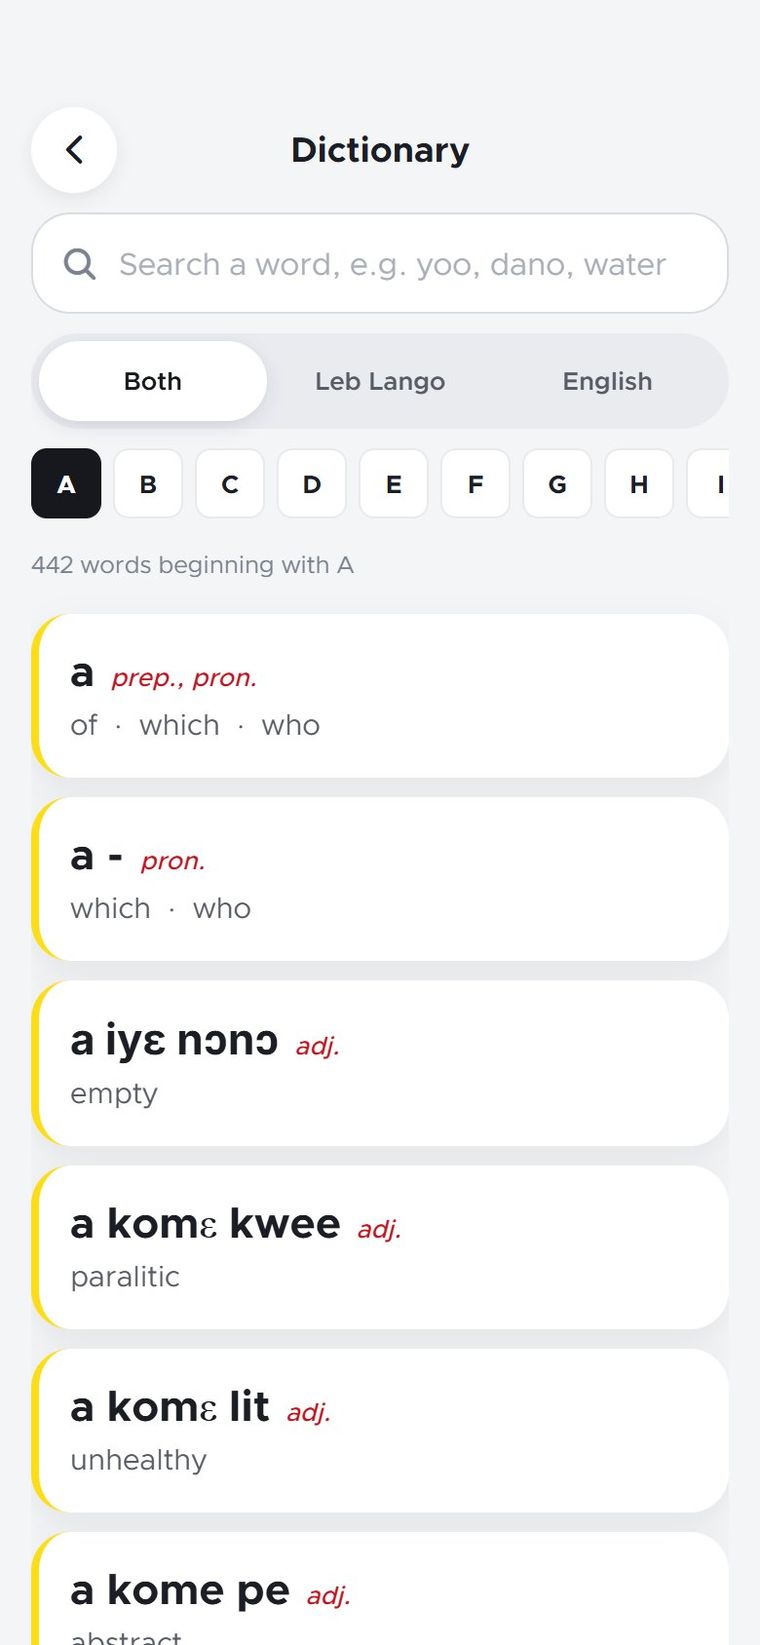 Dictionary
Search a word, e.g. yoo, dano, water
Both Leb Lango English
A B C D E F G H I
442 words beginning with A
a prep., pron.
of · which · who
a - pron.
which · who
a iyɛ nɔnɔ adj.
empty
a komɛ kwee adj.
paralitic
a komɛ lit adj.
unhealthy
a kome pe adj.
abstract